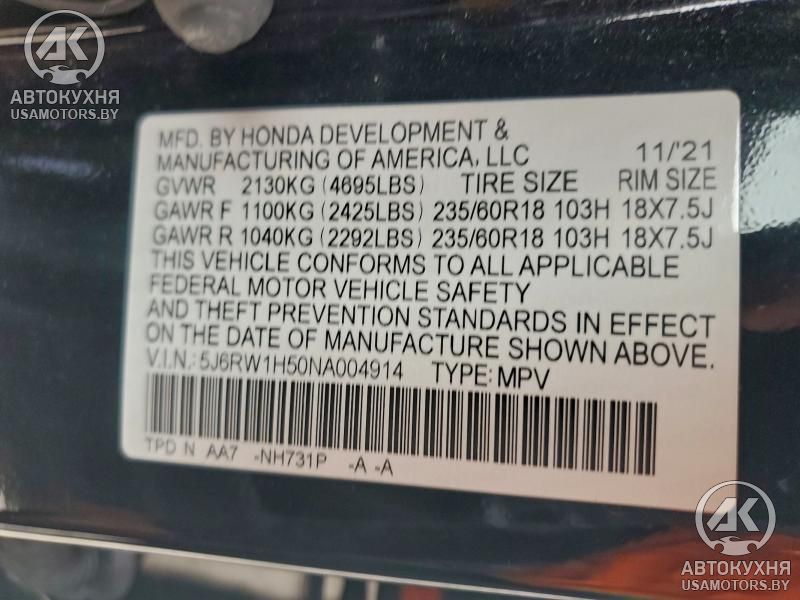 AK
АВТОКУХНЯ
USAMOTORS.BY
MFD. BY HONDA DEVELOPMENT &
MANUFACTURING OF AMERICA, LLC 11/'21
GVWR 2130KG (4695LBS) TIRE SIZE RIM SIZE
GAWR F 1100KG (2425LBS) 235/60R18 103H 18X7.5J
GAWR R 1040KG (2292LBS) 235/60R18 103H 18X7.5J
THIS VEHICLE CONFORMS TO ALL APPLICABLE
FEDERAL MOTOR VEHICLE SAFETY
AND THEFT PREVENTION STANDARDS IN EFFECT
ON THE DATE OF MANUFACTURE SHOWN ABOVE.
V.I.N.: 5J6RW1H50NA004914 TYPE: MPV
TPD N AA7 -NH731P -A -A
AK
АВТОКУХНЯ
USAMOTORS.BY